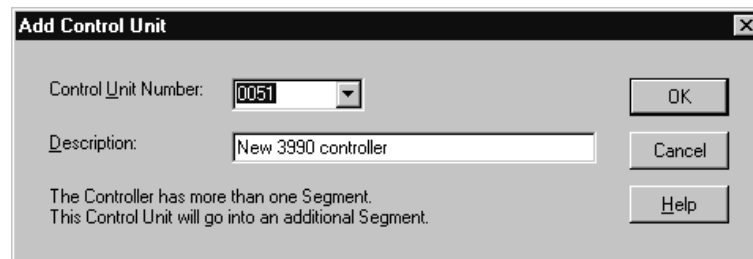 Add Control Unit
Control Unit Number: 0051 OK
Description: New 3990 controller Cancel
The Controller has more than one Segment.
This Control Unit will go into an additional Segment.
Help